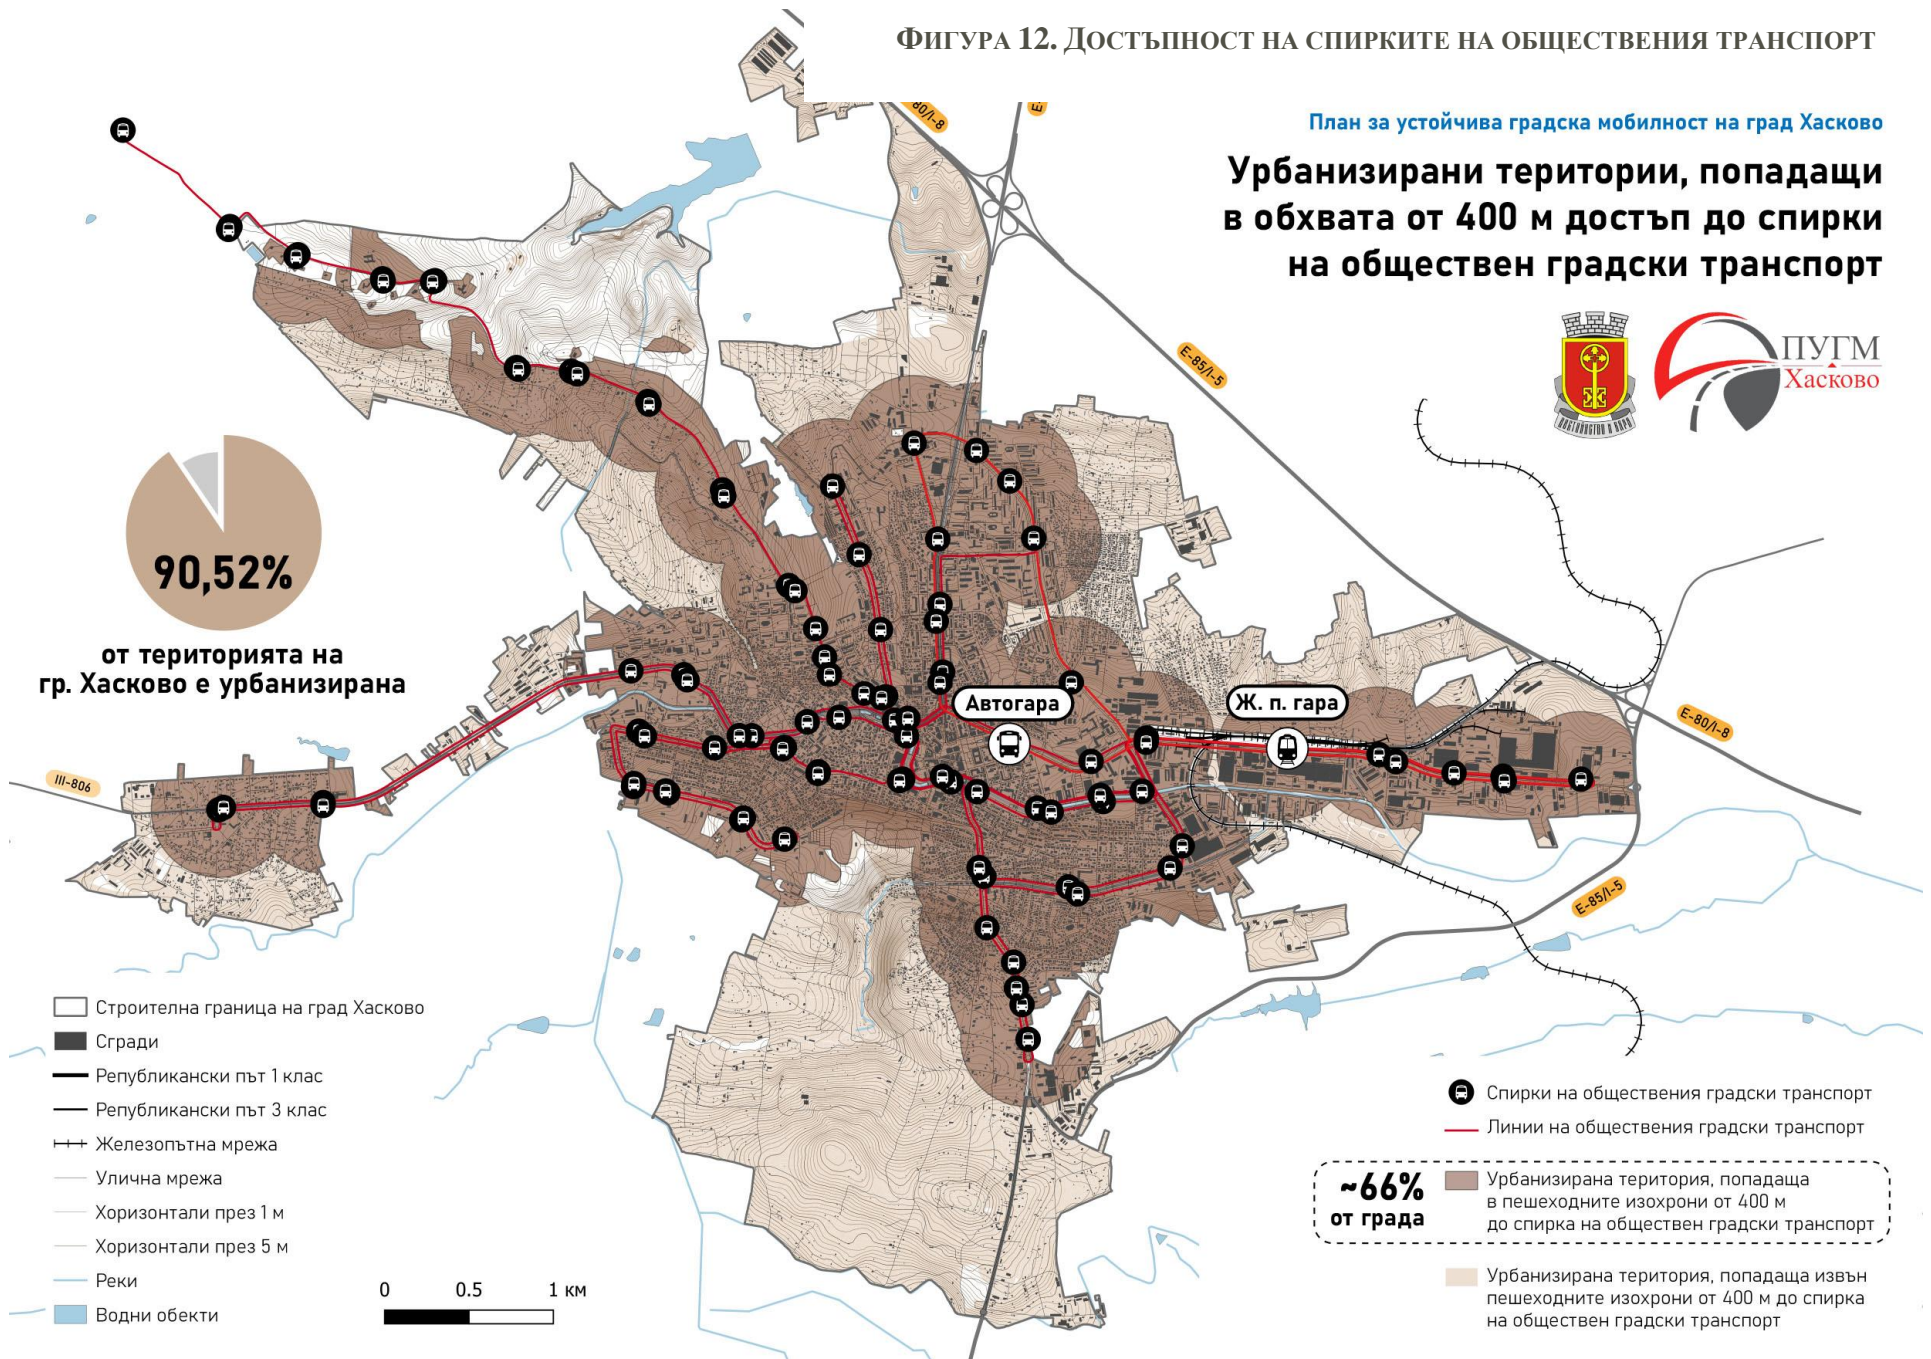 ФИГУРА 12. ДОСТЪПНОСТ НА СПИРКИТЕ НА ОБЩЕСТВЕНИЯ ТРАНСПОРТ
План за устойчива градска мобилност на град Хасково
Урбанизирани територии, попадащи
в обхвата от 400 м достъп до спирки
на обществен градски транспорт
ПУГМ
Хасково
80/I-8
E-85/I-5
90,52%
от територията на
гр. Хасково е урбанизирана
Автогара
Ж. п. гара
E-80/I-8
III-806
E-85/I-5
Строителна граница на град Хасково
Сгради
Републикански път 1 клас
Републикански път 3 клас
Железопътна мрежа
Улична мрежа
Хоризонтали през 1 м
Хоризонтали през 5 м
Реки
Водни обекти
0 0.5 1 км
Спирки на обществения градски транспорт
Линии на обществения градски транспорт
~66%
от града
Урбанизирана територия, попадаща
в пешеходните изохрони от 400 м
до спирка на обществен градски транспорт
Урбанизирана територия, попадаща извън
пешеходните изохрони от 400 м до спирка
на обществен градски транспорт